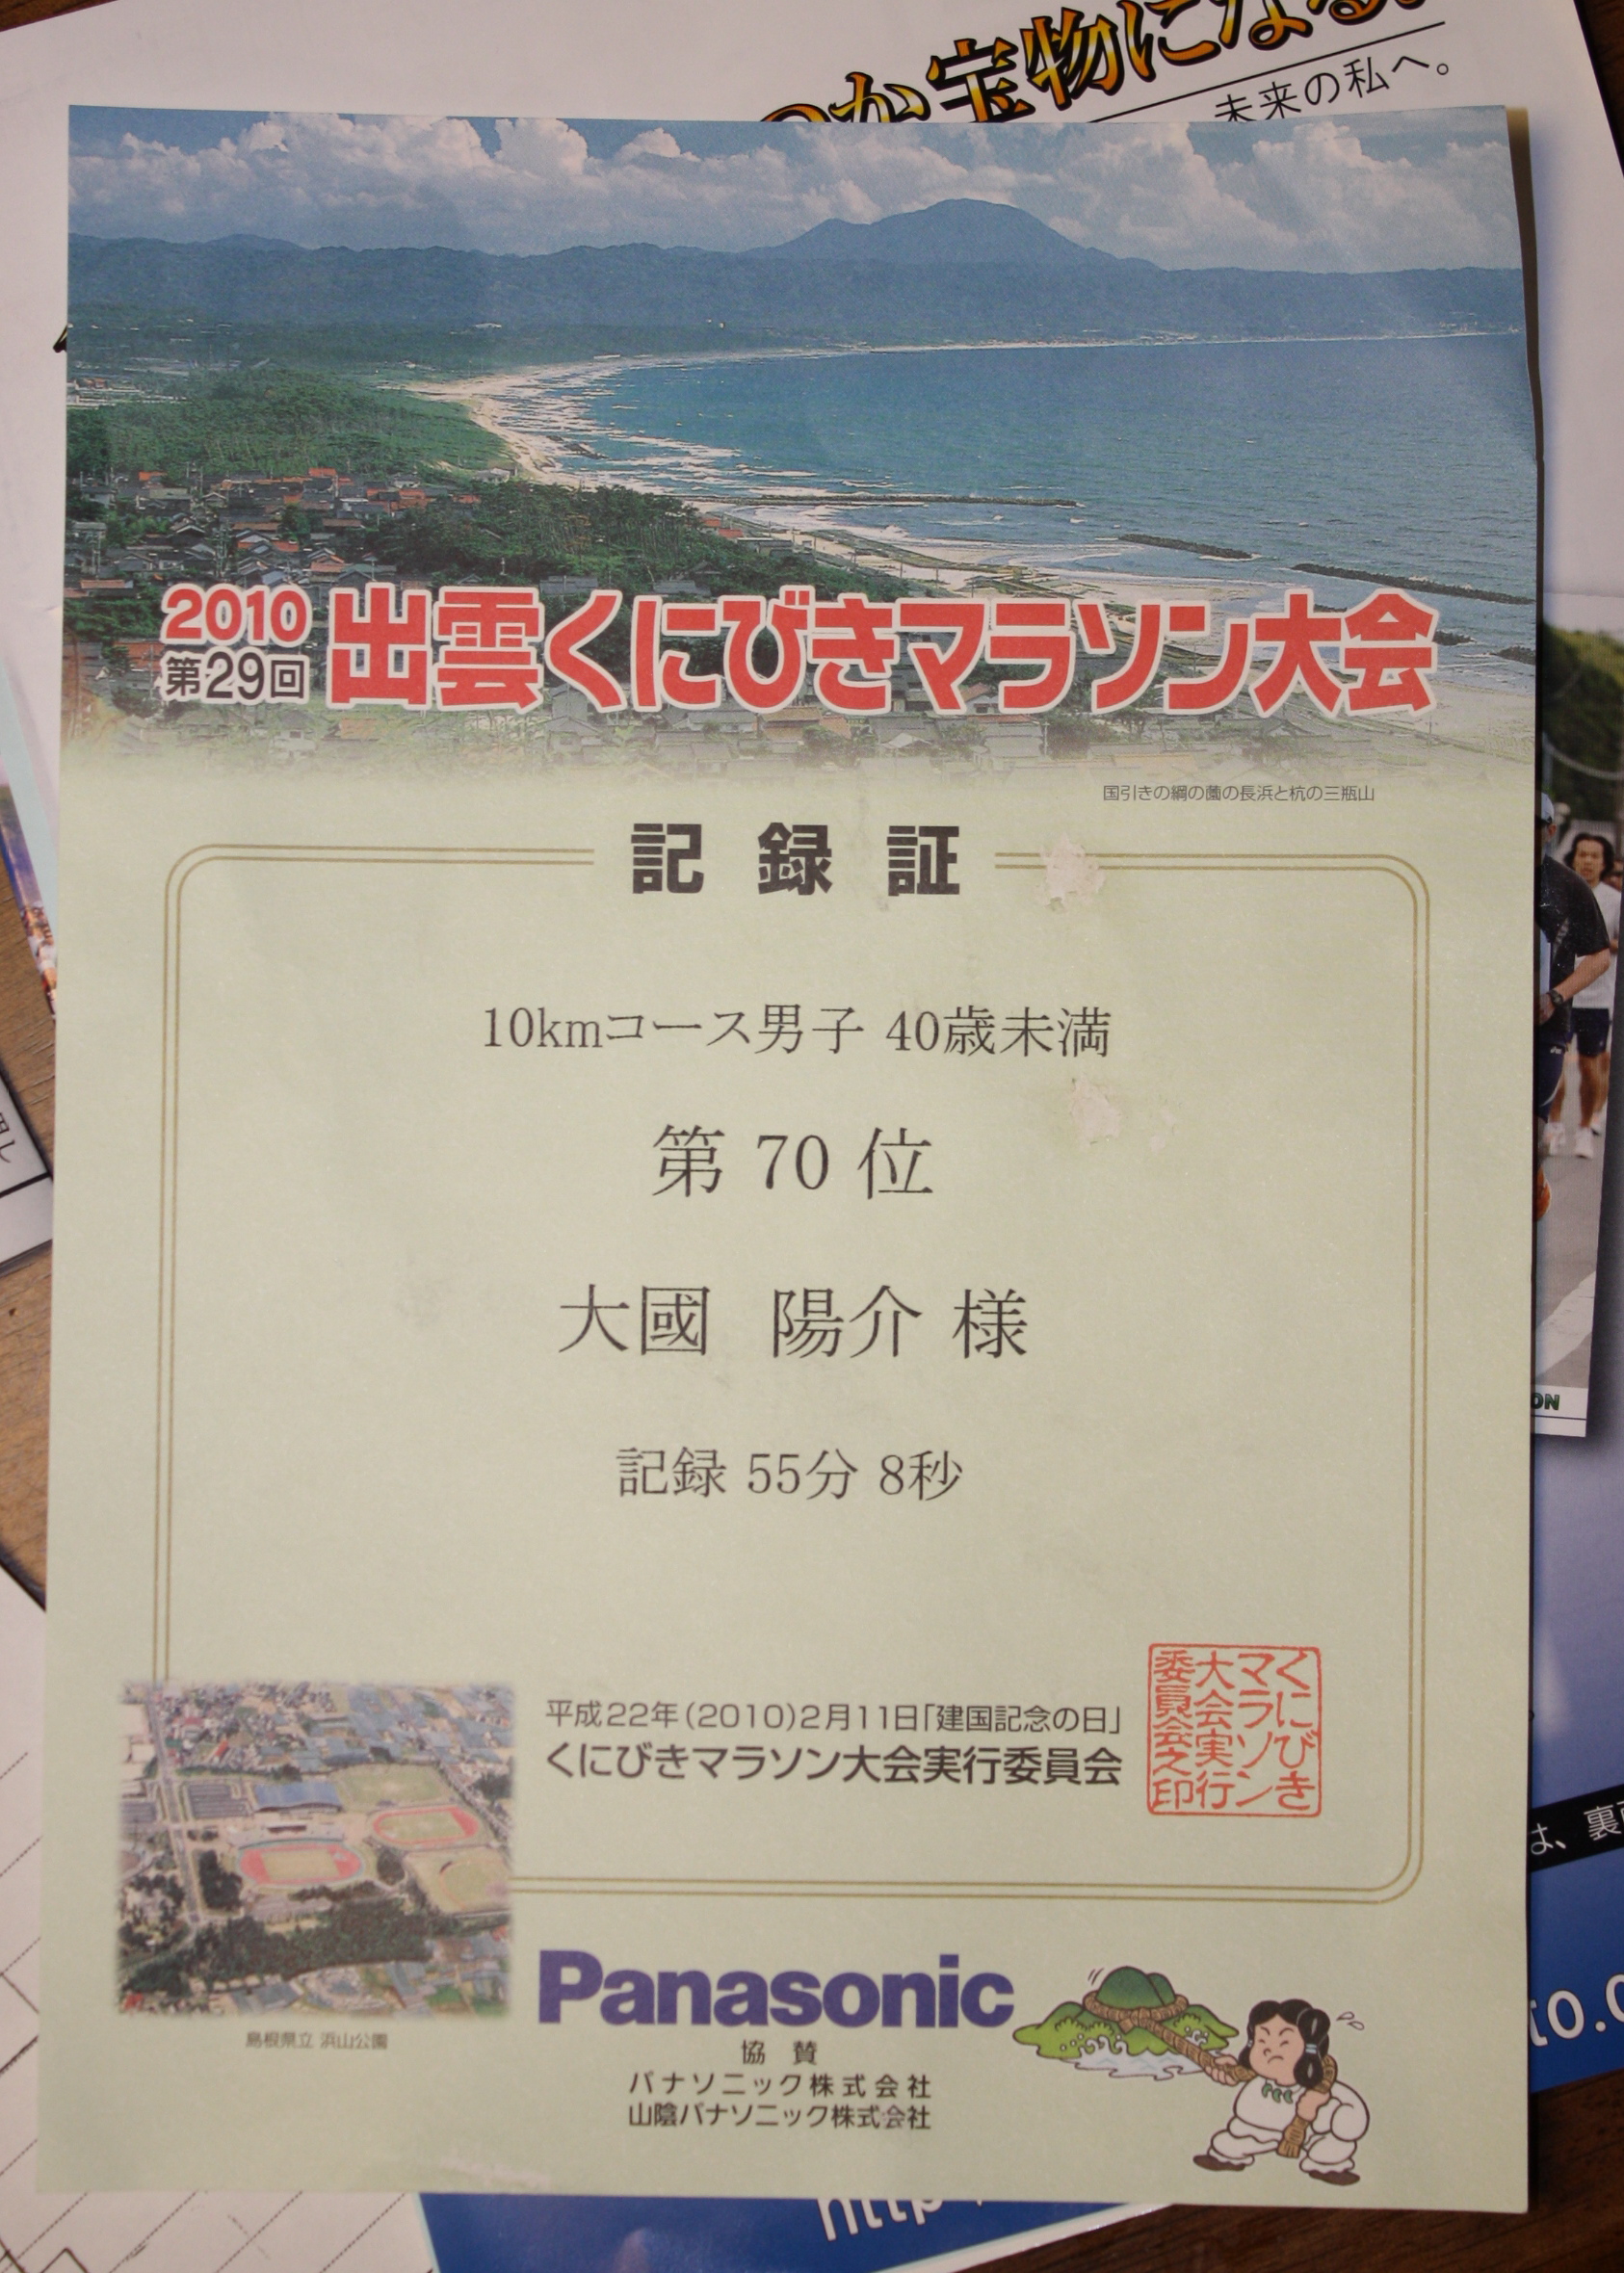 か宝物になる
未来の私へ。
2010
第29回
出雲くにびきマラソン大会
国引きの綱の薗の長浜と杭の三瓶山
記録証
10kmコース男子 40歳未満
第 70 位
大國 陽介 様
記録 55分 8秒
平成22年(2010)2月11日「建国記念の日」
くにびきマラソン大会実行委員会
くにびき
マラソン
大会実行
委員会之印
島根県立 浜山公園
Panasonic
協賛
パナソニック株式会社
山陰パナソニック株式会社
ON
は、裏
to.
http